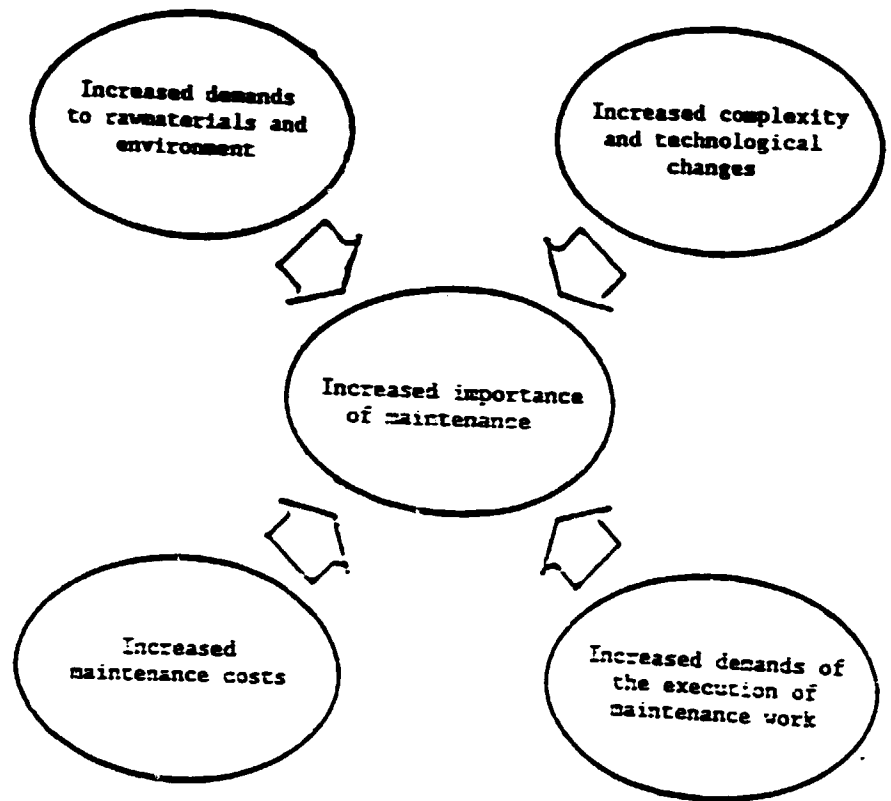 Increased demands
to rawmaterials and
environment
Increased complexity
and technological
changes
Increased importance
of maintenance
Increased
maintenance costs
Increased demands of
the execution of
maintenance work